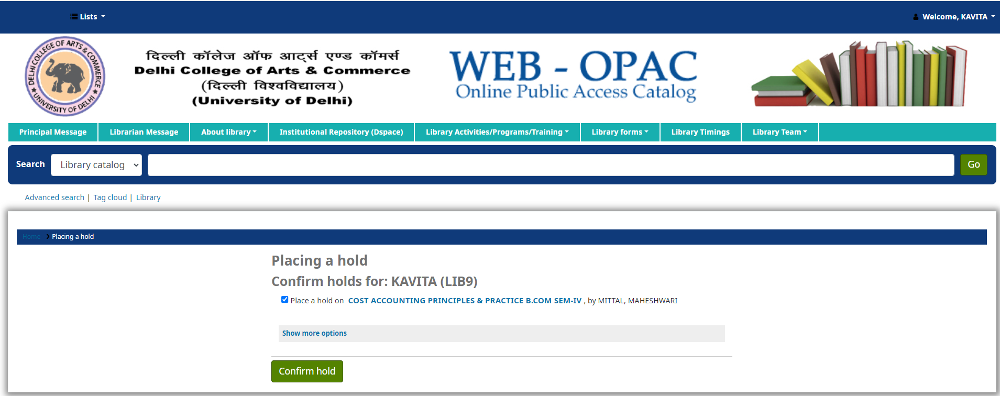 Lists
Welcome, KAVITA
DELHI COLLEGE OF ARTS & COMMERCE
★ UNIVERSITY OF DELHI ★
दिल्ली कॉलेज ऑफ आर्ट्स एण्ड कॉमर्स
Delhi College of Arts & Commerce
(दिल्ली विश्वविद्यालय)
(University of Delhi)
WEB - OPAC
Online Public Access Catalog
Principal Message
Librarian Message
About library
Institutional Repository (Dspace)
Library Activities/Programs/Training
Library forms
Library Timings
Library Team
Search
Library catalog
Go
Advanced search | Tag cloud | Library
Home › Placing a hold
Placing a hold
Confirm holds for: KAVITA (LIB9)
Place a hold on COST ACCOUNTING PRINCIPLES & PRACTICE B.COM SEM-IV , by MITTAL, MAHESHWARI
Show more options
Confirm hold